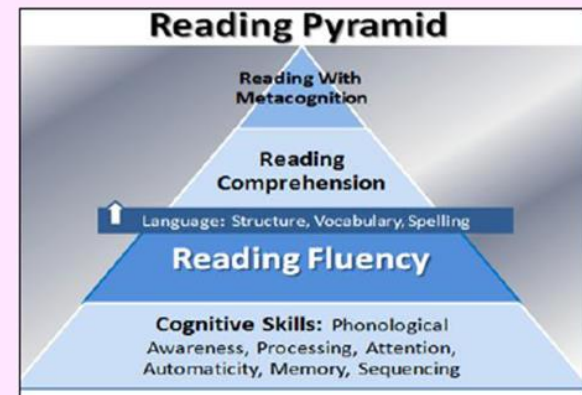 Reading Pyramid
Reading With
Metacognition
Reading
Comprehension
Language: Structure, Vocabulary, Spelling
Reading Fluency
Cognitive Skills: Phonological
Awareness, Processing, Attention,
Automaticity, Memory, Sequencing